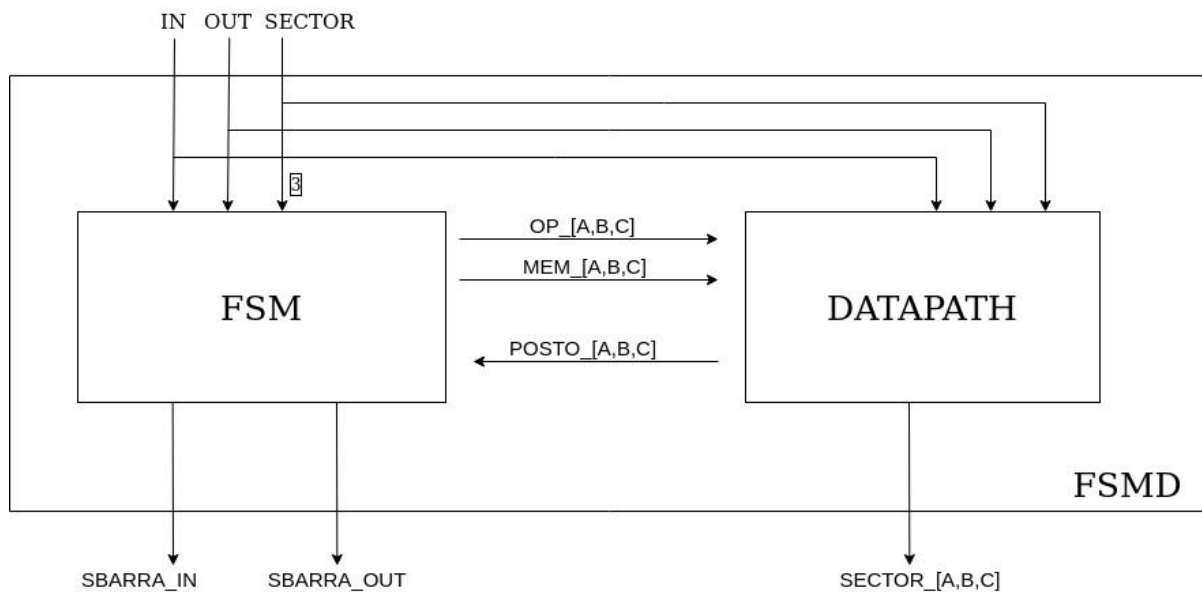 IN OUT SECTOR
3
OP_[A,B,C]
MEM_[A,B,C]
FSM
DATAPATH
POSTO_[A,B,C]
FSMD
SBARRA_IN
SBARRA_OUT
SECTOR_[A,B,C]